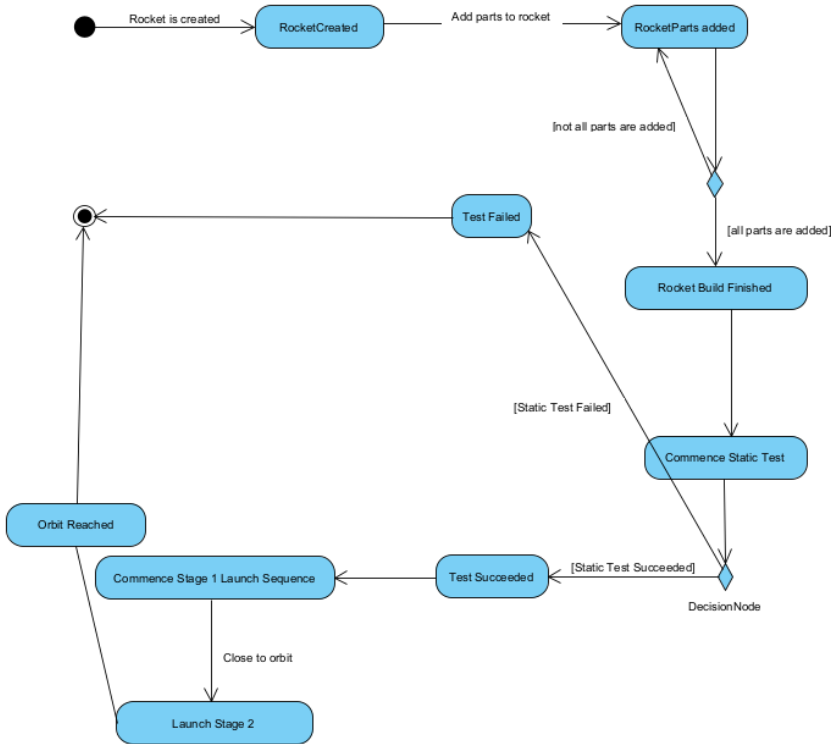 Rocket is created
RocketCreated
Add parts to rocket
RocketParts added
[not all parts are added]
Test Failed
[all parts are added]
Rocket Build Finished
[Static Test Failed]
Commence Static Test
Orbit Reached
Commence Stage 1 Launch Sequence
Test Succeeded
[Static Test Succeeded]
DecisionNode
Close to orbit
Launch Stage 2